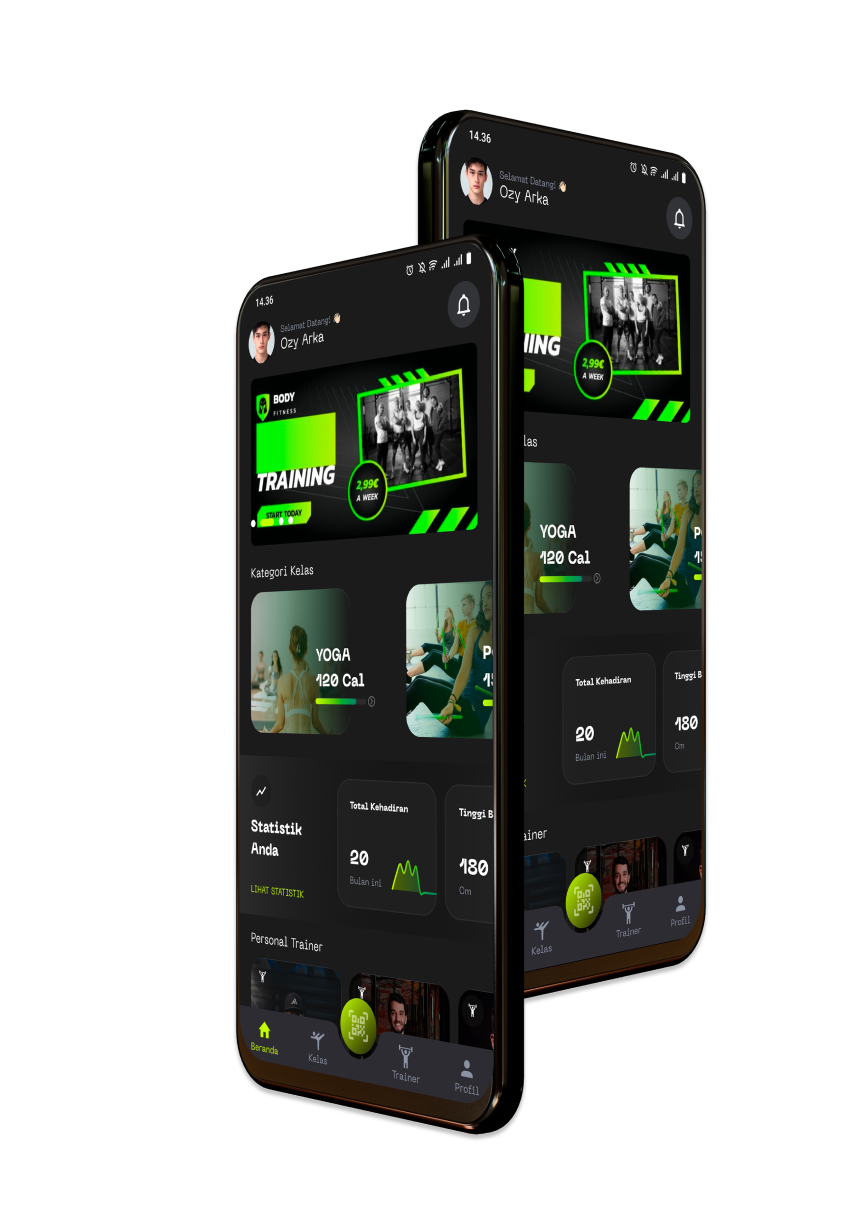 14.36
Selamat Datang! 👋🏻
Ozy Arka
BODY
FITNESS
TRAINING
START TODAY
2,99€
A WEEK
Kategori Kelas
YOGA
120 Cal
Statistik
Anda
LIHAT STATISTIK
Total Kehadiran
20
Bulan ini
Tinggi B
180
Cm
Personal Trainer
Beranda
Kelas
Trainer
Profil
14.36
Selamat Datang! 👋🏻
Ozy Arka
NING
2,99€
A WEEK
las
YOGA
120 Cal
Total Kehadiran
20
Bulan ini
Tinggi B
180
Cm
ainer
Kelas
Trainer
Profil